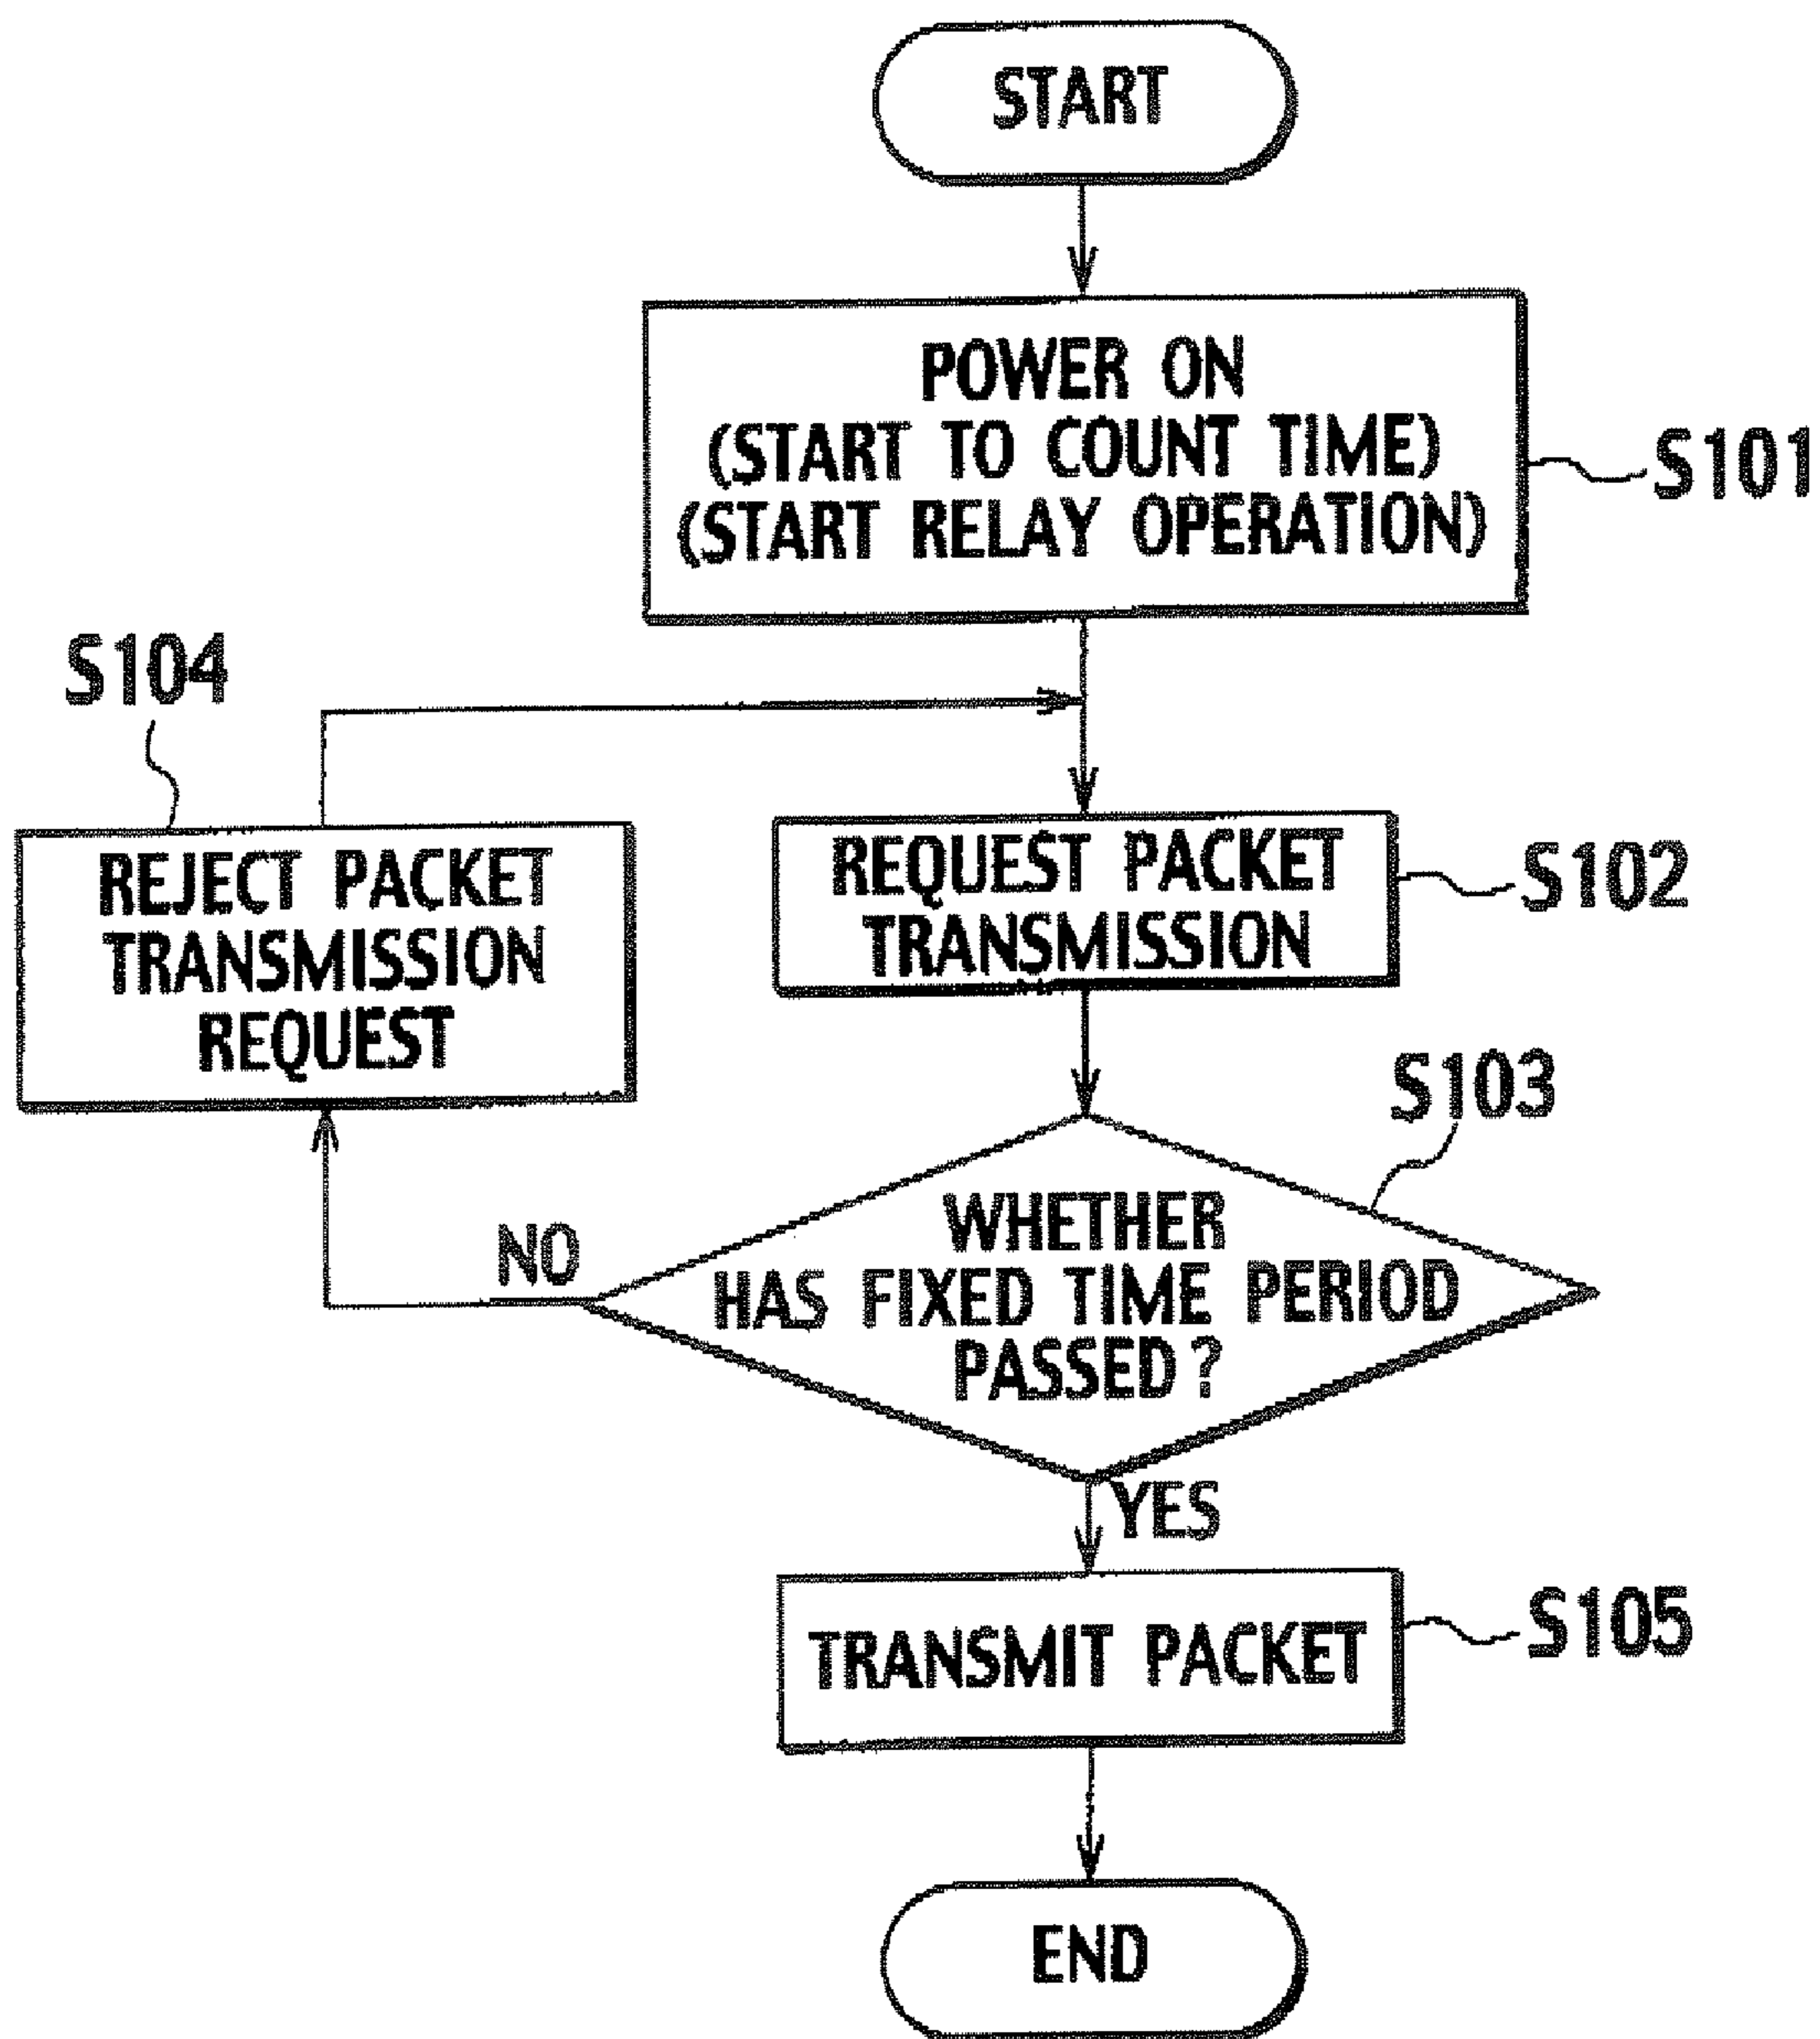 START
POWER ON
(START TO COUNT TIME)
(START RELAY OPERATION)
S101
S104
REJECT PACKET
TRANSMISSION
REQUEST
REQUEST PACKET
TRANSMISSION
S102
S103
WHETHER
HAS FIXED TIME PERIOD
PASSED?
NO
YES
TRANSMIT PACKET
S105
END